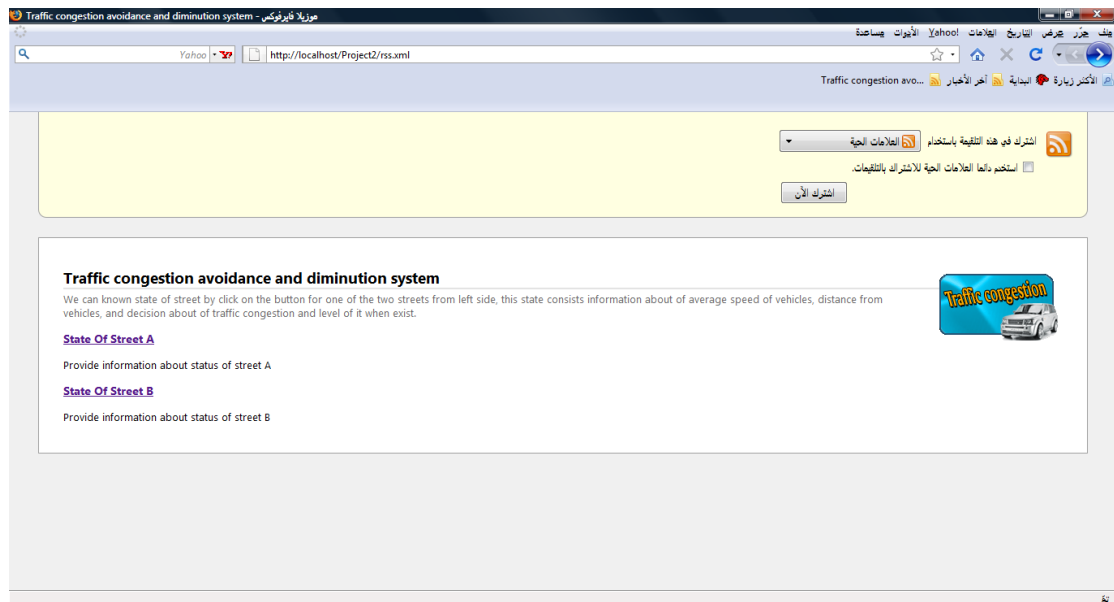 Traffic congestion avoidance and diminution system - موزيلا فايرفوكس
ملف حرّر عرض التاريخ العلامات Yahoo! الأدوات مساعدة
http://localhost/Project2/rss.xml
Yahoo
الأكثر زيارة البداية آخر الأخبار Traffic congestion avo...
اشترك في هذه التلقيمة باستخدام العلامات الحية
استخدم دائما العلامات الحية للاشتراك بالتلقيمات.
اشترك الأن
Traffic congestion avoidance and diminution system
Traffic congestion
We can known state of street by click on the button for one of the two streets from left side, this state consists information about of average speed of vehicles, distance from
vehicles, and decision about of traffic congestion and level of it when exist.
State Of Street A
Provide information about status of street A
State Of Street B
Provide information about status of street B